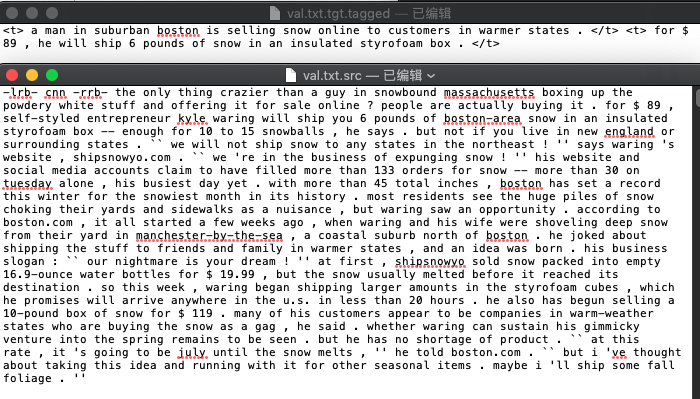 val.txt.tgt.tagged — 已编辑
<t> a man in suburban boston is selling snow online to customers in warmer states . </t> <t> for $
89 , he will ship 6 pounds of snow in an insulated styrofoam box . </t>
val.txt.src — 已编辑
-lrb- cnn -rrb- the only thing crazier than a guy in snowbound massachusetts boxing up the
powdery white stuff and offering it for sale online ? people are actually buying it . for $ 89 ,
self-styled entrepreneur kyle waring will ship you 6 pounds of boston-area snow in an insulated
styrofoam box -- enough for 10 to 15 snowballs , he says . but not if you live in new england or
surrounding states . `` we will not ship snow to any states in the northeast ! '' says waring 's
website , shipsnowyo.com . `` we 're in the business of expunging snow ! '' his website and
social media accounts claim to have filled more than 133 orders for snow -- more than 30 on
tuesday alone , his busiest day yet . with more than 45 total inches , boston has set a record
this winter for the snowiest month in its history . most residents see the huge piles of snow
choking their yards and sidewalks as a nuisance , but waring saw an opportunity . according to
boston.com , it all started a few weeks ago , when waring and his wife were shoveling deep snow
from their yard in manchester-by-the-sea , a coastal suburb north of boston . he joked about
shipping the stuff to friends and family in warmer states , and an idea was born . his business
slogan : `` our nightmare is your dream ! '' at first , shipsnowyo sold snow packed into empty
16.9-ounce water bottles for $ 19.99 , but the snow usually melted before it reached its
destination . so this week , waring began shipping larger amounts in the styrofoam cubes , which
he promises will arrive anywhere in the u.s. in less than 20 hours . he also has begun selling a
10-pound box of snow for $ 119 . many of his customers appear to be companies in warm-weather
states who are buying the snow as a gag , he said . whether waring can sustain his gimmicky
venture into the spring remains to be seen . but he has no shortage of product . `` at this
rate , it 's going to be july until the snow melts , '' he told boston.com . `` but i 've thought
about taking this idea and running with it for other seasonal items . maybe i 'll ship some fall
foliage . ''